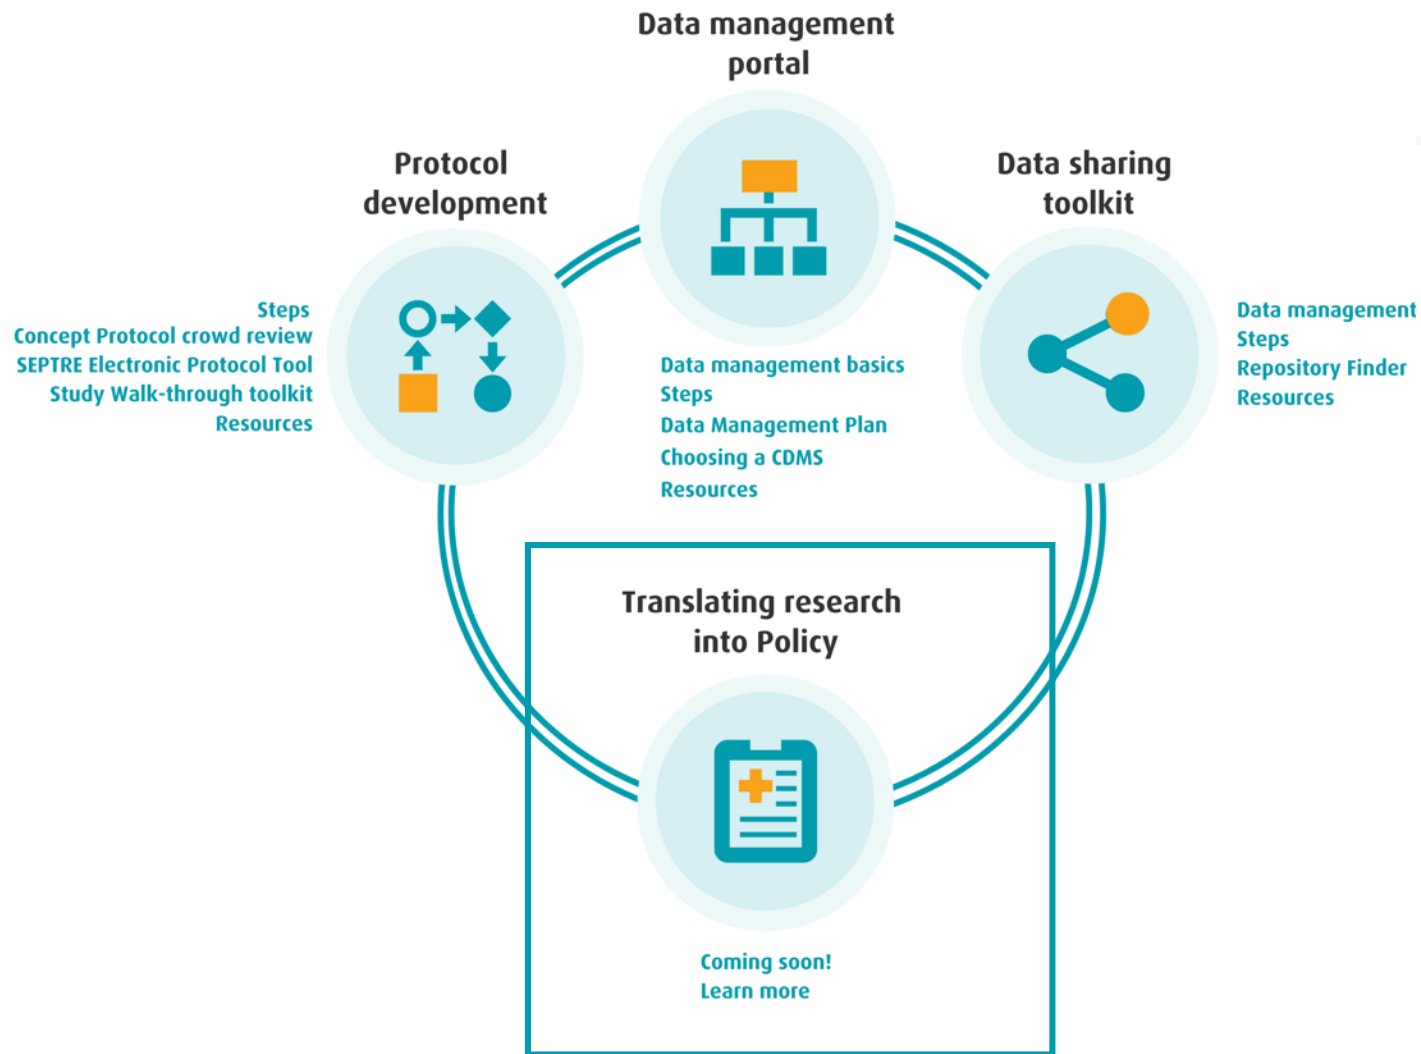 Data management
portal
Protocol
development
Data sharing
toolkit
Steps
Concept Protocol crowd review
SEPTRE Electronic Protocol Tool
Study Walk-through toolkit
Resources
Data management basics
Steps
Data Management Plan
Choosing a CDMS
Resources
Data management
Steps
Repository Finder
Resources
Translating research
into Policy
Coming soon!
Learn more